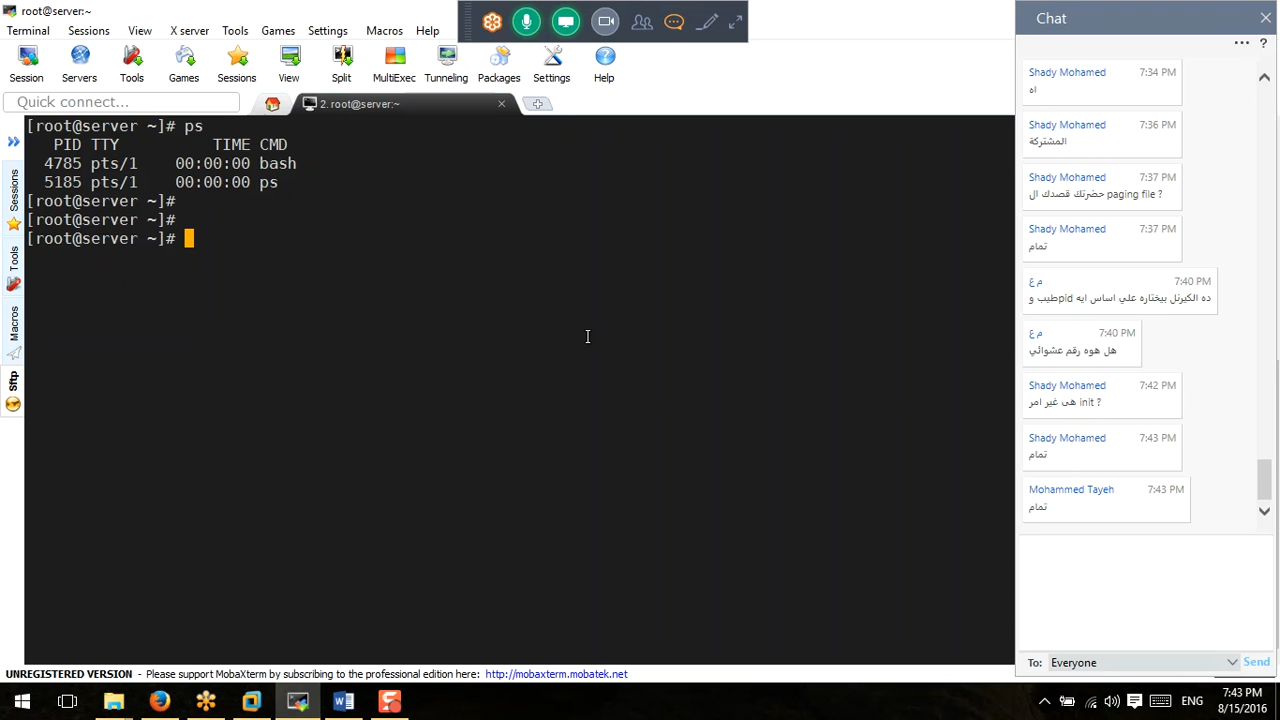 root@server:~
Terminal Sessions View X server Tools Games Settings Macros Help
Session Servers Tools Games Sessions View Split MultiExec Tunneling Packages Settings Help
Quick connect...
2. root@server:~
[root@server ~]# ps
PID TTY TIME CMD
4785 pts/1 00:00:00 bash
5185 pts/1 00:00:00 ps
[root@server ~]#
[root@server ~]#
[root@server ~]#
Sessions
Tools
Macros
Sftp
UNREGISTERED VERSION - Please support MobaXterm by subscribing to the professional edition here: http://mobaxterm.mobatek.net
Chat
?
Shady Mohamed 7:34 PM
اه
Shady Mohamed 7:36 PM
المشتركة
Shady Mohamed 7:37 PM
حضرتك قصدك ال paging file ?
Shady Mohamed 7:37 PM
تمام
م ع 7:40 PM
طيب و pid ده الكيرنل بيختاره علي اساس ايه
م ع 7:40 PM
هل هوه رقم عشوائي
Shady Mohamed 7:42 PM
هى غير امر init ?
Shady Mohamed 7:43 PM
تمام
Mohammed Tayeh 7:43 PM
تمام
To: Everyone Send
ENG
7:43 PM
8/15/2016